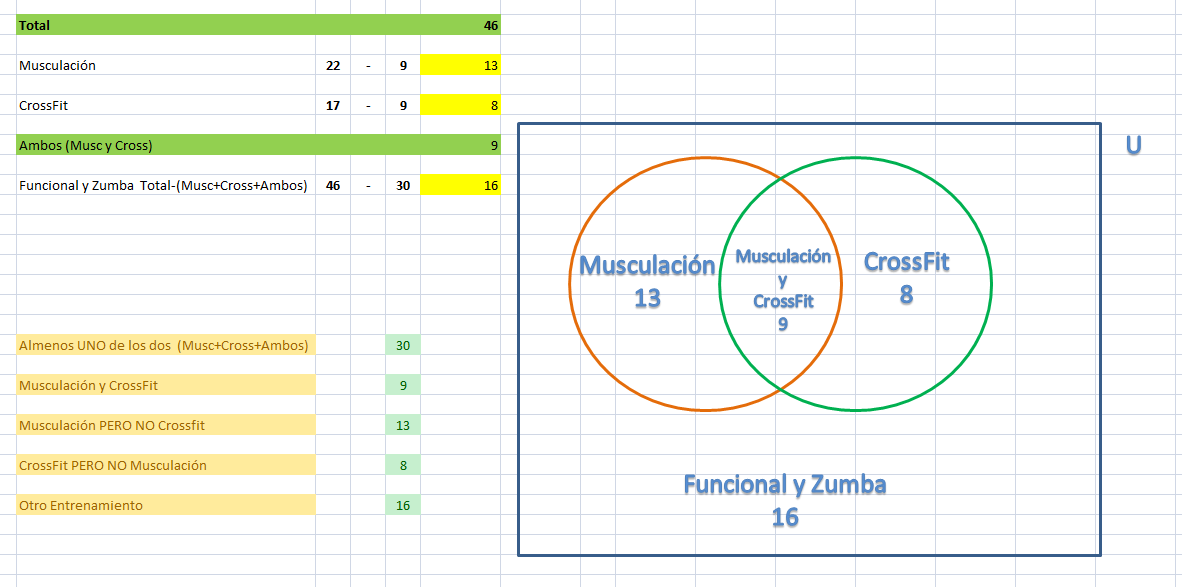 Total 46
Musculación 22 - 9 13
CrossFit 17 - 9 8
Ambos (Musc y Cross) 9
Funcional y Zumba Total-(Musc+Cross+Ambos) 46 - 30 16
Almenos UNO de los dos (Musc+Cross+Ambos) 30
Musculación y CrossFit 9
Musculación PERO NO Crossfit 13
CrossFit PERO NO Musculación 8
Otro Entrenamiento 16
U
Musculación
13
Musculación
y
CrossFit
9
CrossFit
8
Funcional y Zumba
16